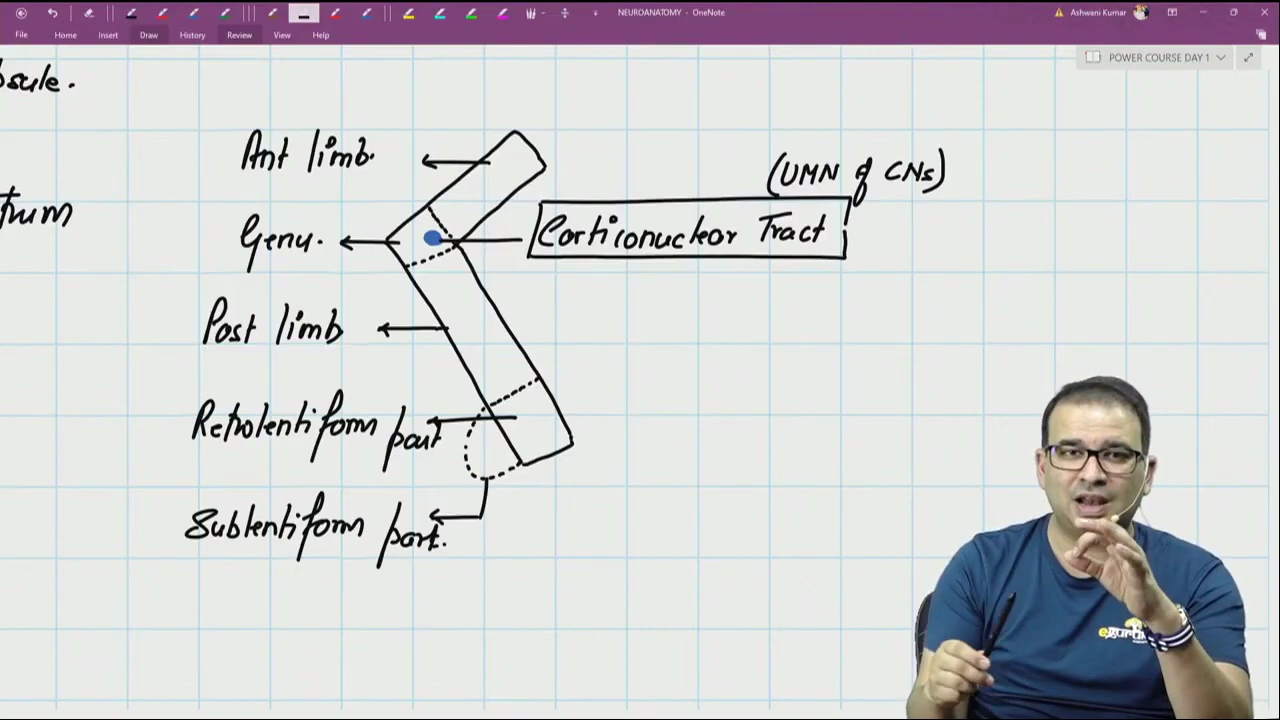 NEUROANATOMY - OneNote
Ashwani Kumar
File Home Insert Draw History Review View Help
POWER COURSE DAY 1
sule.
trum
Ant limb.
Genu.
Post limb
Retrolentiform part
Sublentiform part.
(UMN of CNs)
Corticonuclear Tract